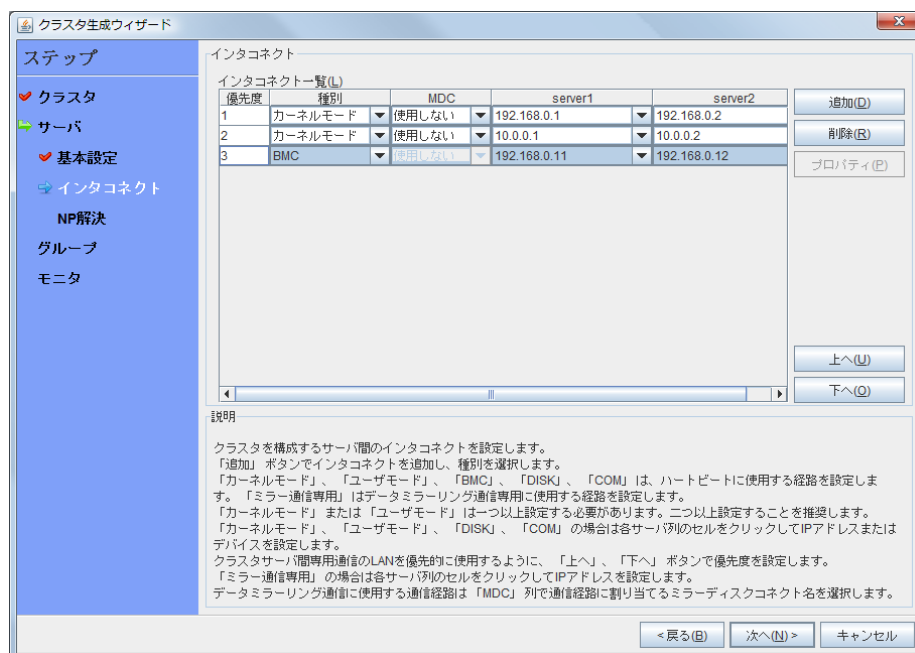 クラスタ生成ウィザード
ステップ
クラスタ
サーバ
基本設定
インタコネクト
NP解決
グループ
モニタ
インタコネクト
インタコネクト一覧(L)
優先度 種別 MDC server1 server2
1 カーネルモード 使用しない 192.168.0.1 192.168.0.2
2 カーネルモード 使用しない 10.0.0.1 10.0.0.2
3 BMC 使用しない 192.168.0.11 192.168.0.12
追加(D)
削除(R)
プロパティ(P)
上へ(U)
下へ(O)
説明
クラスタを構成するサーバ間のインタコネクトを設定します。
「追加」 ボタンでインタコネクトを追加し、種別を選択します。
「カーネルモード」、「ユーザモード」、「BMC」、「DISK」、「COM」は、ハートビートに使用する経路を設定しま
す。「ミラー通信専用」はデータミラーリング通信専用に使用する経路を設定します。
「カーネルモード」または「ユーザモード」は一つ以上設定する必要があります。二つ以上設定することを推奨します。
「カーネルモード」、「ユーザモード」、「DISK」、「COM」の場合は各サーバ列のセルをクリックしてIPアドレスまたは
デバイスを設定します。
クラスタサーバ間専用通信のLANを優先的に使用するように、「上へ」、「下へ」ボタンで優先度を設定します。
「ミラー通信専用」の場合は各サーバ列のセルをクリックしてIPアドレスを設定します。
データミラーリング通信に使用する通信経路は「MDC」列で通信経路に割り当てるミラーディスクコネクト名を選択します。
<戻る(B) 次へ(N)> キャンセル